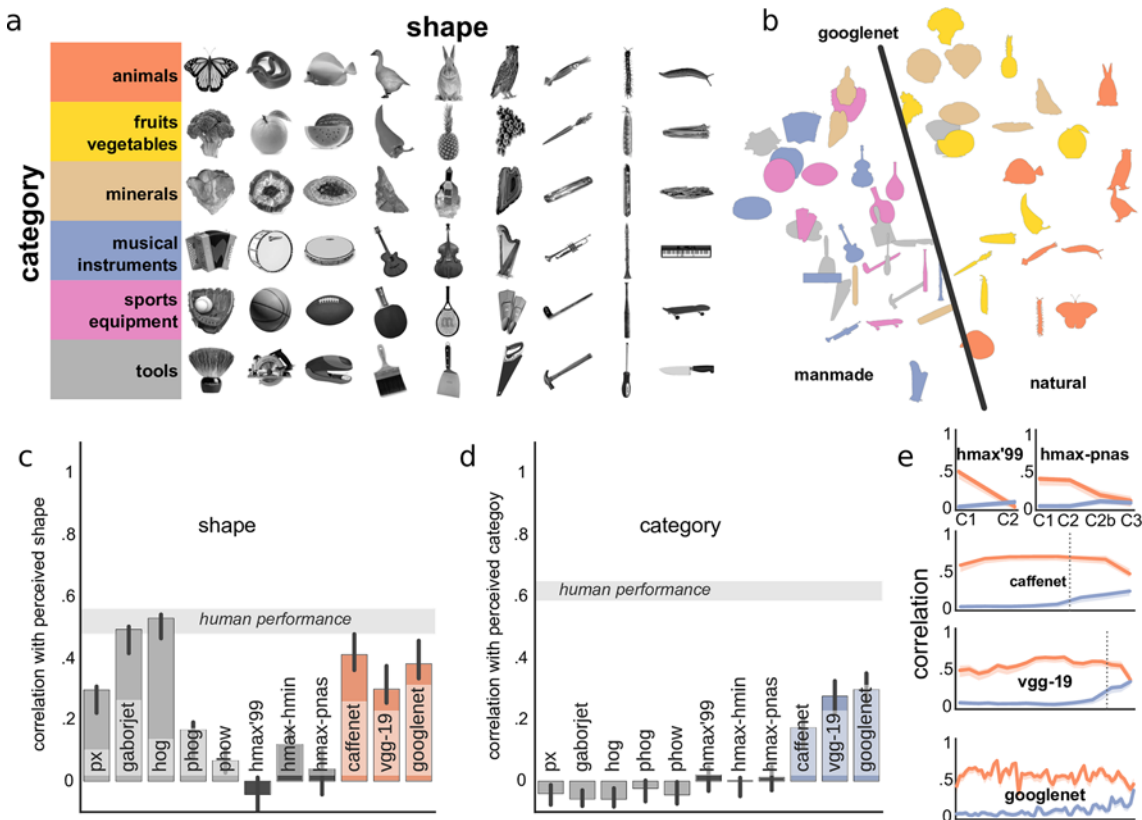 a
shape
category
animals
fruits
vegetables
minerals
musical
instruments
sports
equipment
tools
b
googlenet
manmade
natural
c
correlation with perceived shape
1
.8
.6
.4
.2
0
shape
human performance
px
gaborjet
hog
phog
phow
hmax'99
hmax-hmin
hmax-pnas
caffenet
vgg-19
googlenet
d
correlation with perceived categoy
1
.8
.6
.4
.2
0
category
human performance
px
gaborjet
hog
phog
phow
hmax'99
hmax-hmin
hmax-pnas
caffenet
vgg-19
googlenet
e
correlation
1
.5
0
hmax'99
C1 C2
1
.5
0
hmax-pnas
C1 C2 C2b C3
1
.5
0
caffenet
1
.5
0
vgg-19
1
.5
0
googlenet